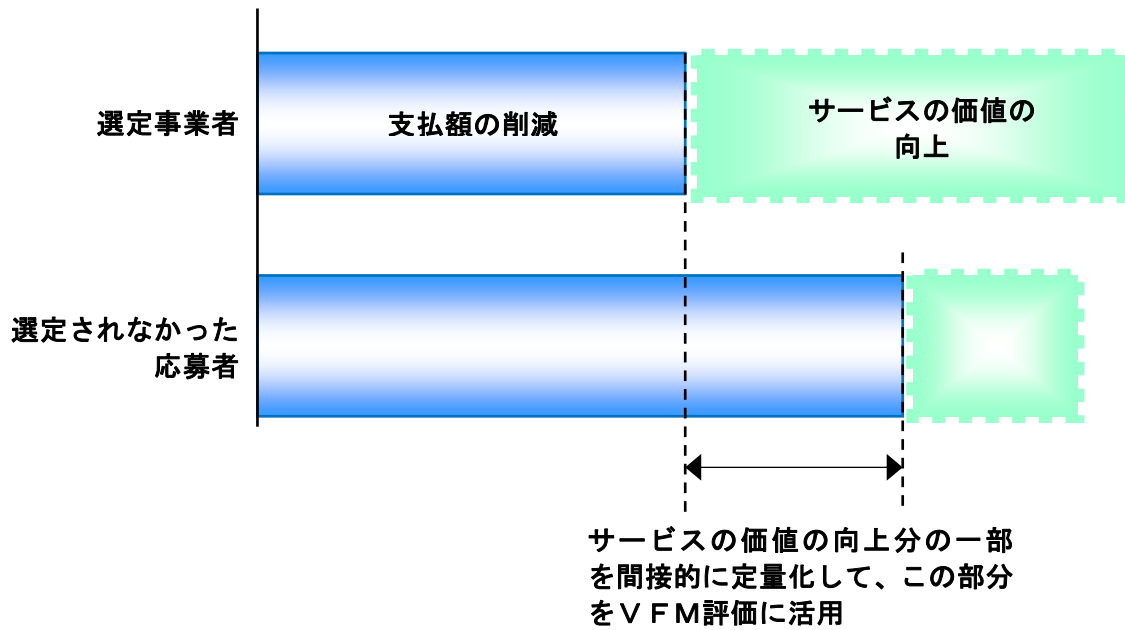 選定事業者
支払額の削減
サービスの価値の
向上
選定されなかった
応募者
サービスの価値の向上分の一部
を間接的に定量化して、この部分
をＶＦＭ評価に活用